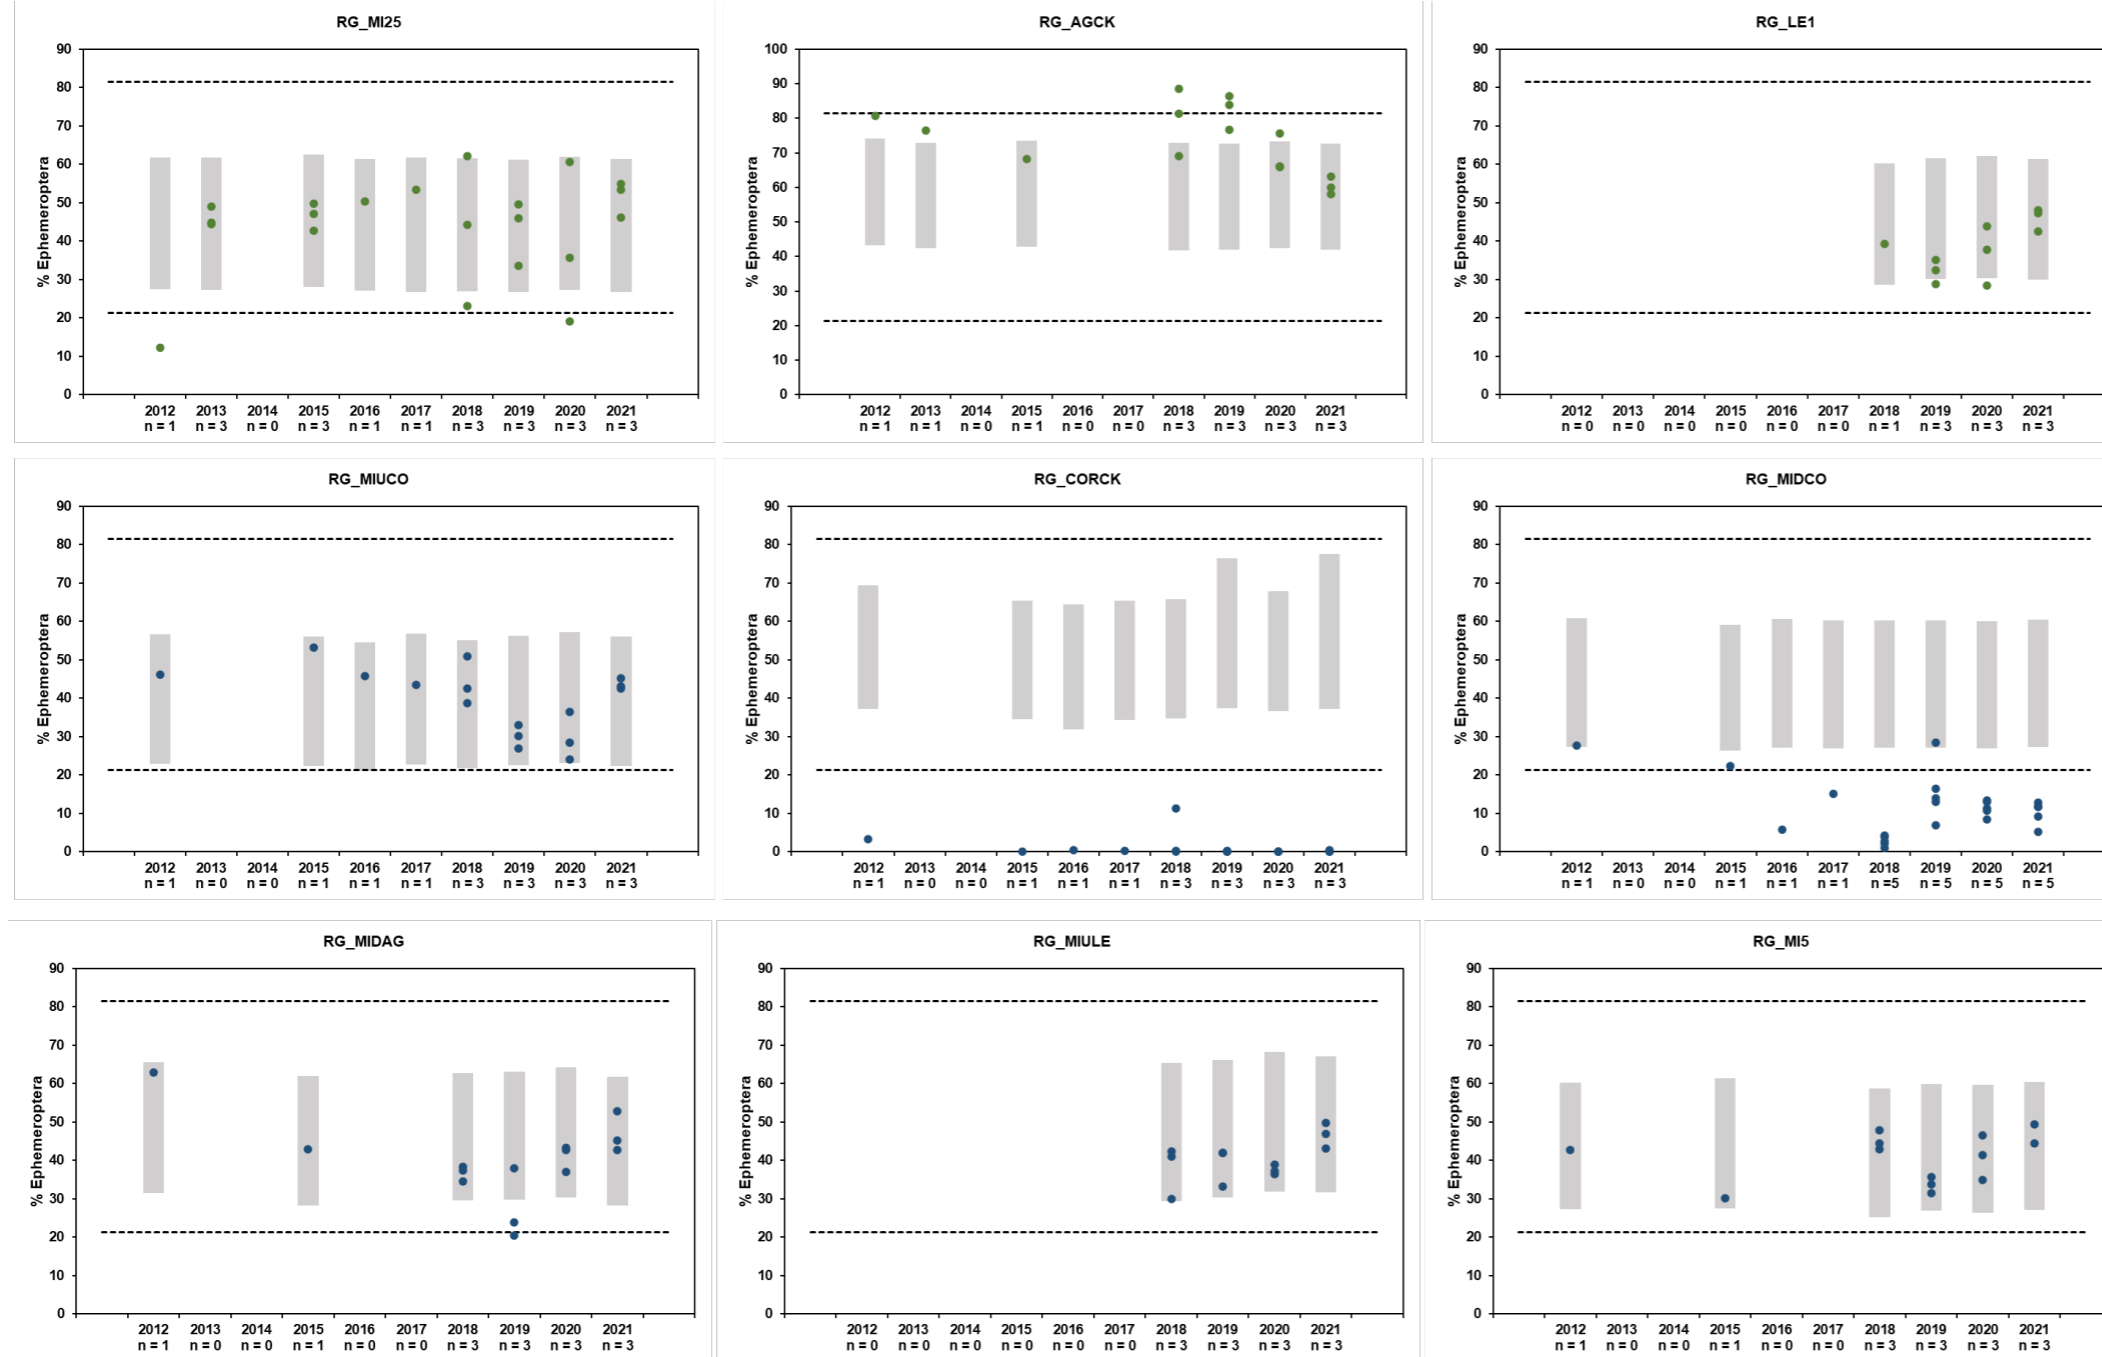 RG_MI25
90
80
70
60
50
40
30
20
10
0
% Ephemeroptera
2012 2013 2014 2015 2016 2017 2018 2019 2020 2021
n = 1 n = 3 n = 0 n = 3 n = 1 n = 1 n = 3 n = 3 n = 3 n = 3
RG_AGCK
100
90
80
70
60
50
40
30
20
10
0
% Ephemeroptera
2012 2013 2014 2015 2016 2017 2018 2019 2020 2021
n = 1 n = 1 n = 0 n = 1 n = 0 n = 0 n = 3 n = 3 n = 3 n = 3
RG_LE1
90
80
70
60
50
40
30
20
10
0
% Ephemeroptera
2012 2013 2014 2015 2016 2017 2018 2019 2020 2021
n = 0 n = 0 n = 0 n = 0 n = 0 n = 0 n = 1 n = 3 n = 3 n = 3
RG_MIUCO
90
80
70
60
50
40
30
20
10
0
% Ephemeroptera
2012 2013 2014 2015 2016 2017 2018 2019 2020 2021
n = 1 n = 0 n = 0 n = 1 n = 1 n = 1 n = 3 n = 3 n = 3 n = 3
RG_CORCK
90
80
70
60
50
40
30
20
10
0
% Ephemeroptera
2012 2013 2014 2015 2016 2017 2018 2019 2020 2021
n = 1 n = 0 n = 0 n = 1 n = 1 n = 1 n = 3 n = 3 n = 3 n = 3
RG_MIDCO
90
80
70
60
50
40
30
20
10
0
% Ephemeroptera
2012 2013 2014 2015 2016 2017 2018 2019 2020 2021
n = 1 n = 0 n = 0 n = 1 n = 1 n = 1 n =5 n = 5 n = 5 n = 5
RG_MIDAG
90
80
70
60
50
40
30
20
10
0
% Ephemeroptera
2012 2013 2014 2015 2016 2017 2018 2019 2020 2021
n = 1 n = 0 n = 0 n = 1 n = 0 n = 0 n = 3 n = 3 n = 3 n = 3
RG_MIULE
90
80
70
60
50
40
30
20
10
0
% Ephemeroptera
2012 2013 2014 2015 2016 2017 2018 2019 2020 2021
n = 0 n = 0 n = 0 n = 0 n = 0 n = 0 n = 3 n = 3 n = 3 n = 3
RG_MI5
90
80
70
60
50
40
30
20
10
0
% Ephemeroptera
2012 2013 2014 2015 2016 2017 2018 2019 2020 2021
n = 1 n = 0 n = 0 n = 1 n = 0 n = 0 n = 3 n = 3 n = 3 n = 3